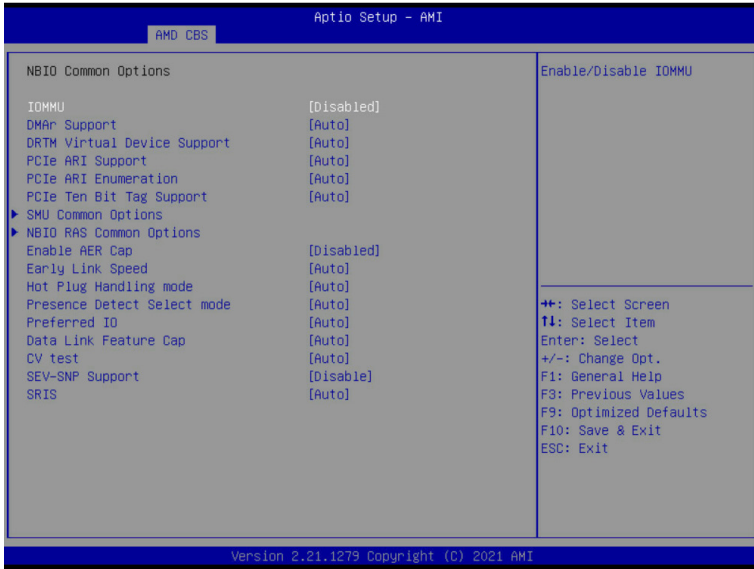 Aptio Setup - AMI
AMD CBS
NBIO Common Options
Enable/Disable IOMMU
IOMMU [Disabled]
DMAr Support [Auto]
DRTM Virtual Device Support [Auto]
PCIe ARI Support [Auto]
PCIe ARI Enumeration [Auto]
PCIe Ten Bit Tag Support [Auto]
SMU Common Options
NBIO RAS Common Options
Enable AER Cap [Disabled]
Early Link Speed [Auto]
Hot Plug Handling mode [Auto]
Presence Detect Select mode [Auto]
Preferred IO [Auto]
Data Link Feature Cap [Auto]
CV test [Auto]
SEV-SNP Support [Disable]
SRIS [Auto]
→←: Select Screen
↑↓: Select Item
Enter: Select
+/-: Change Opt.
F1: General Help
F3: Previous Values
F9: Optimized Defaults
F10: Save & Exit
ESC: Exit
Version 2.21.1279 Copyright (C) 2021 AMI